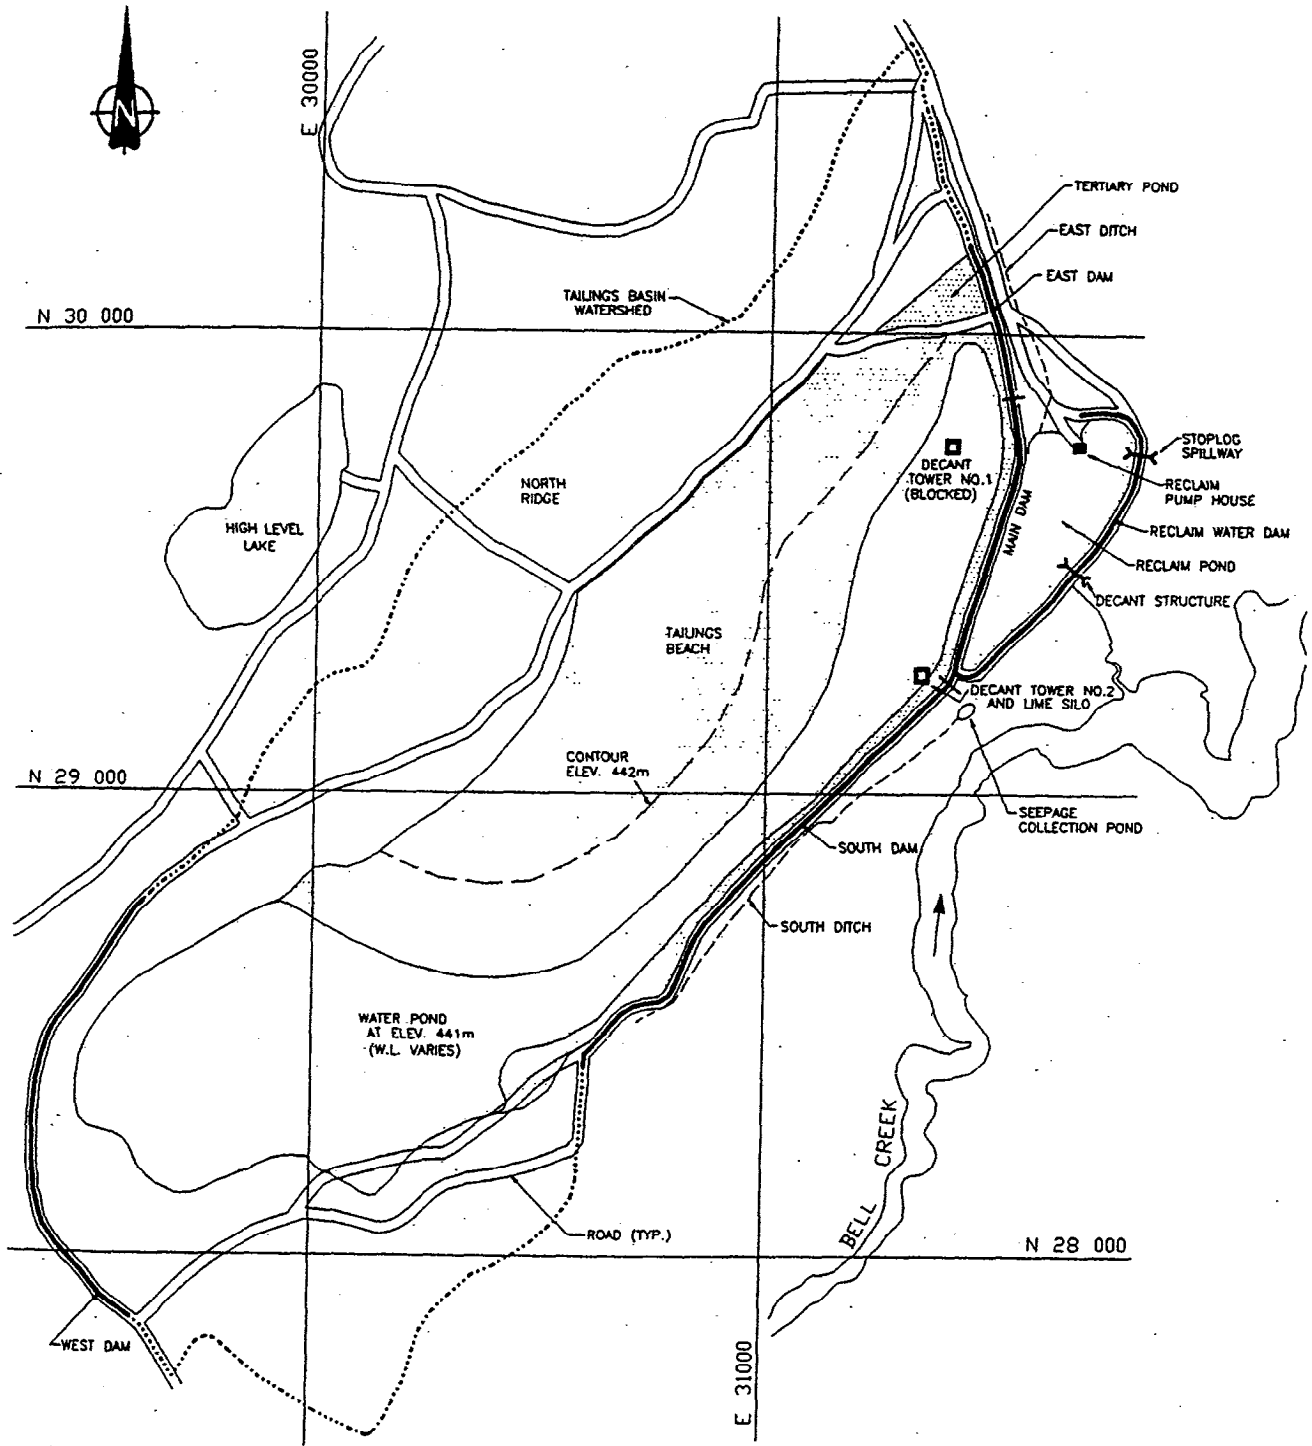 N
E 30000
TERTIARY POND
EAST DITCH
EAST DAM
TAILINGS BASIN
WATERSHED
N 30 000
STOPLOG
SPILLWAY
DECANT
TOWER NO.1
(BLOCKED)
NORTH
RIDGE
RECLAIM
PUMP HOUSE
MAIN DAM
HIGH LEVEL
LAKE
RECLAIM WATER DAM
RECLAIM POND
DECANT STRUCTURE
TAILINGS
BEACH
DECANT TOWER NO.2
AND LIME SILO
CONTOUR
ELEV. 442m
N 29 000
SEEPAGE
COLLECTION POND
SOUTH DAM
SOUTH DITCH
WATER POND
AT ELEV. 441m
(W.L. VARIES)
BELL CREEK
ROAD (TYP.)
N 28 000
WEST DAM
E 31000